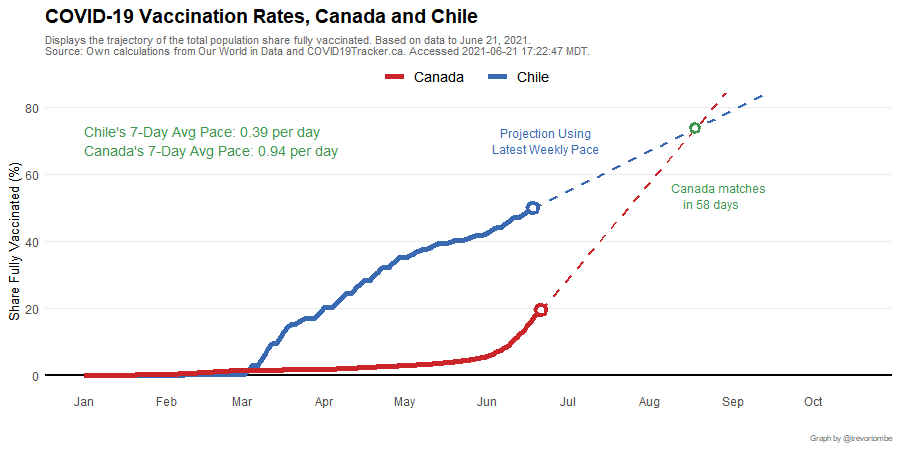 COVID-19 Vaccination Rates, Canada and Chile
Displays the trajectory of the total population share fully vaccinated. Based on data to June 21, 2021.
Source: Own calculations from Our World in Data and COVID19Tracker.ca. Accessed 2021-06-21 17:22:47 MDT.
Canada Chile
80
Chile's 7-Day Avg Pace: 0.39 per day
Canada's 7-Day Avg Pace: 0.94 per day
Projection Using
Latest Weekly Pace
60
Canada matches
in 58 days
40
20
0
Share Fully Vaccinated (%)
Jan Feb Mar Apr May Jun Jul Aug Sep Oct
Graph by @trevortombe